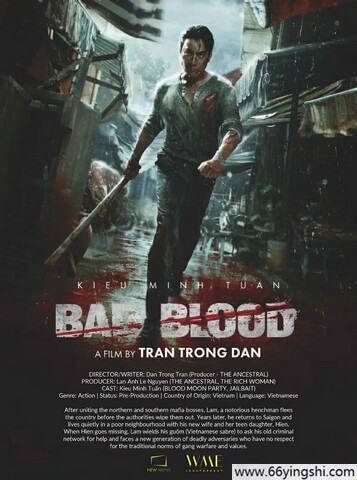 KIEU MINH TUAN
BAD BLOOD
A FILM BY TRAN TRONG DAN
DIRECTOR/WRITER: Dan Trong Tran (Producer - THE ANCESTRAL)
PRODUCER: Lan Anh Le Nguyen (THE ANCESTRAL, THE RICH WOMAN)
CAST: Kieu Minh Tuấn (BLOOD MOON PARTY, JAILBAIT)
Genre: Action | Status: Pre-Production | Country of Origin: Vietnam | Language: Vietnamese
After uniting the northern and southern mafia bosses, Lam, a notorious henchman flees
the country before the authorities wipe them out. Years later, he returns to Saigon and
lives quietly in a poor neighbourhood with his new wife and her teen daughter, Hien.
When Hien goes missing, Lam wields his guốm (Vietnamese sabre) to ask his old criminal
network for help and faces a new generation of deadly adversaries who have no respect
for the traditional norms of gang warfare and values.
NEW ARENA
INDEPENDENT
www.66yingshi.com